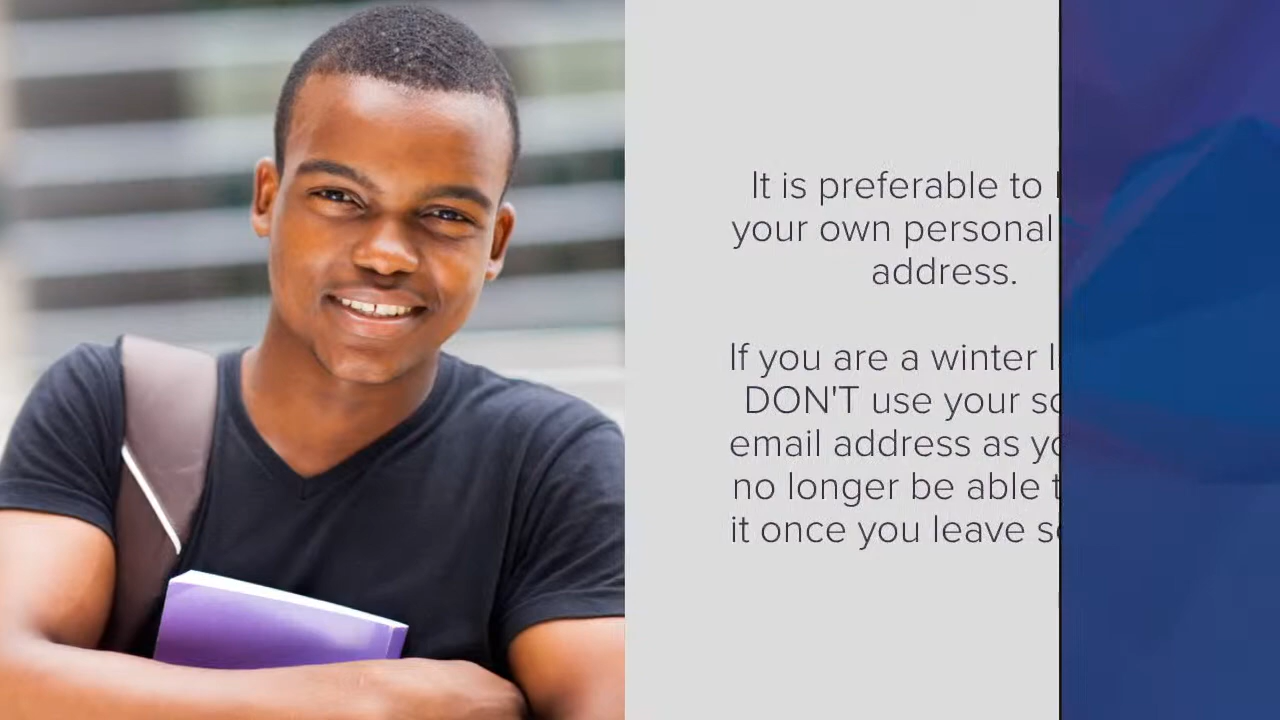 It is preferable to
your own personal
address.
If you are a winter
DON'T use your
email address as
no longer be able
it once you leave